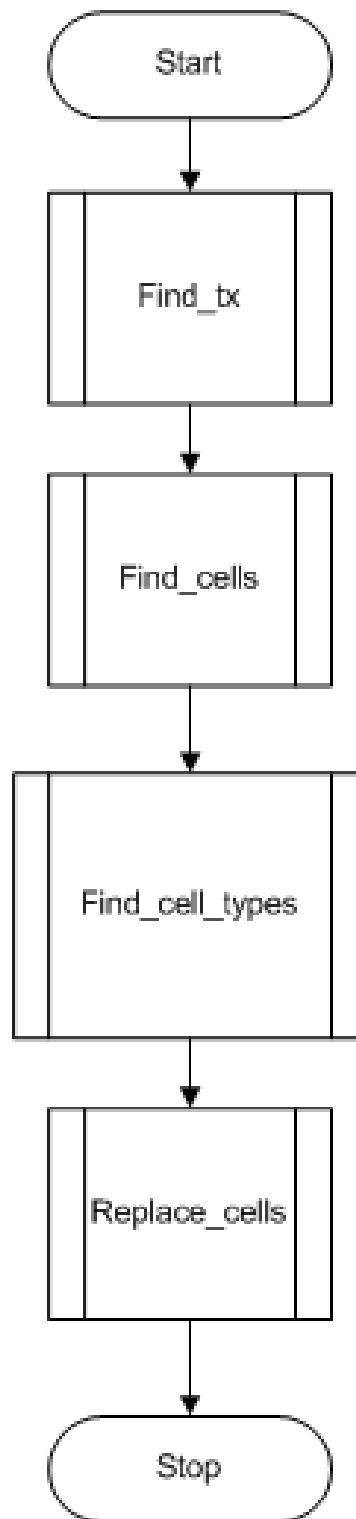 Start
Find_tx
Find_cells
Find_cell_types
Replace_cells
Stop